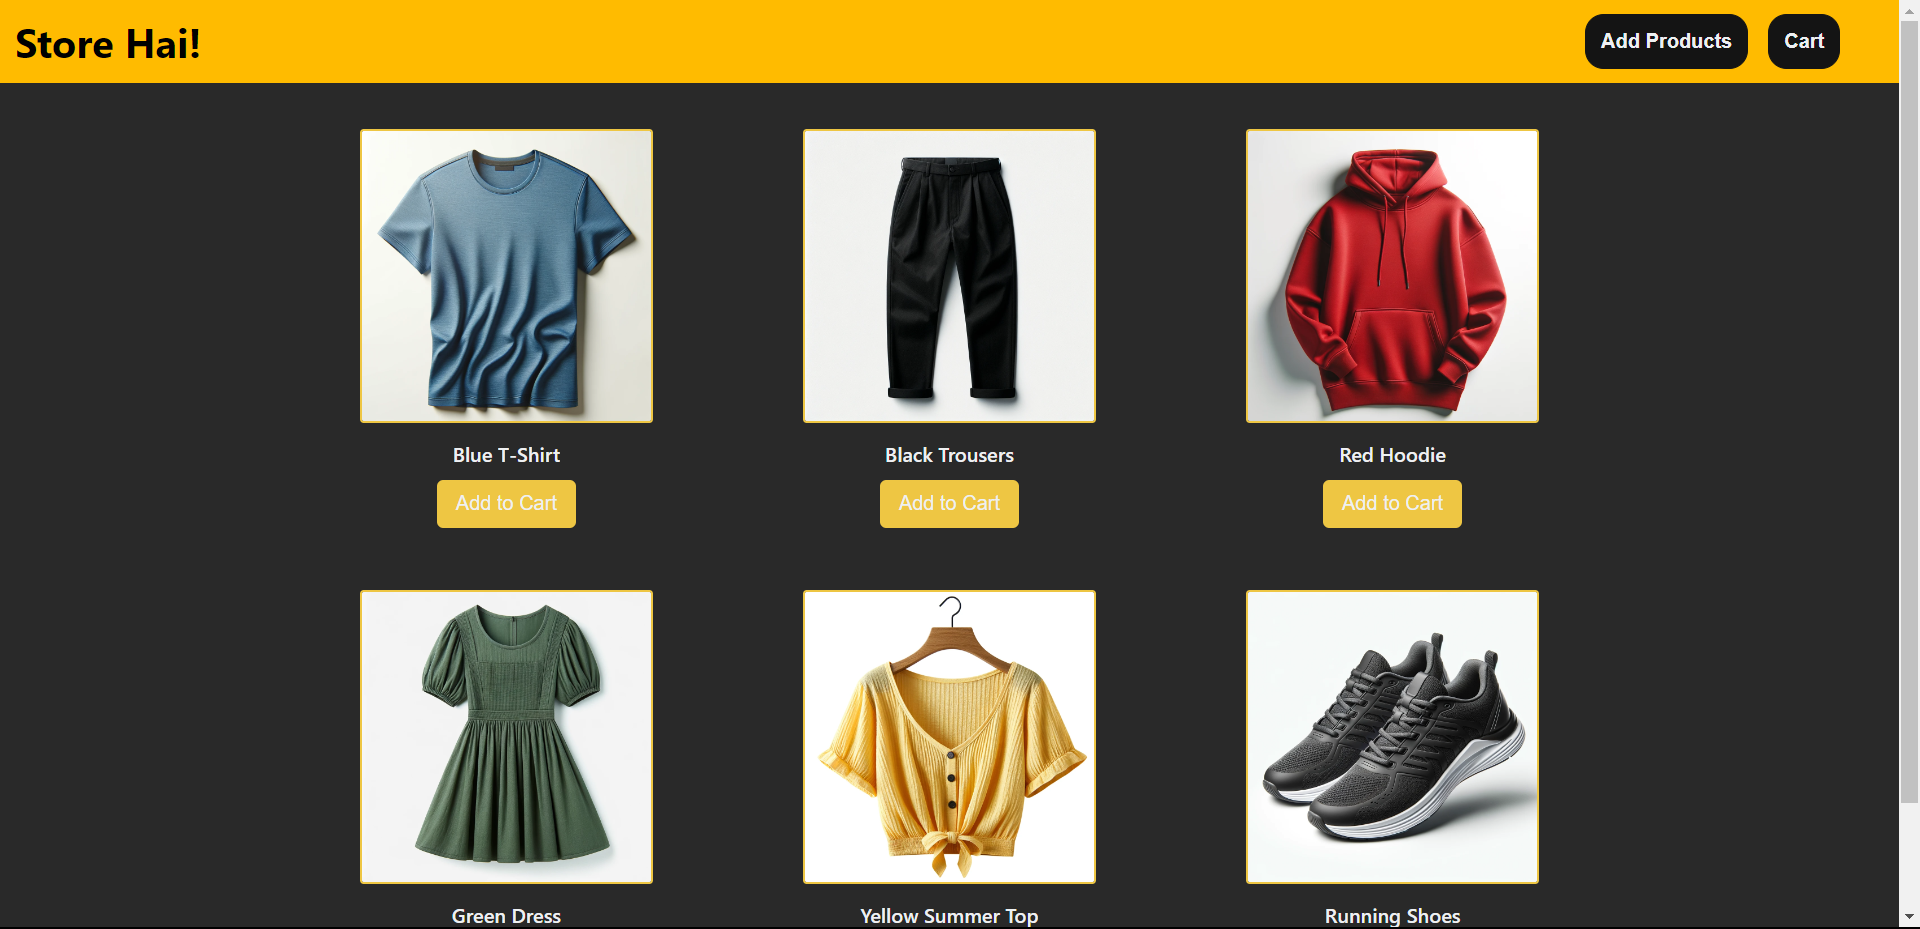 Store Hai!
Add Products
Cart
Blue T-Shirt
Black Trousers
Red Hoodie
Add to Cart
Add to Cart
Add to Cart
Green Dress
Yellow Summer Top
Running Shoes